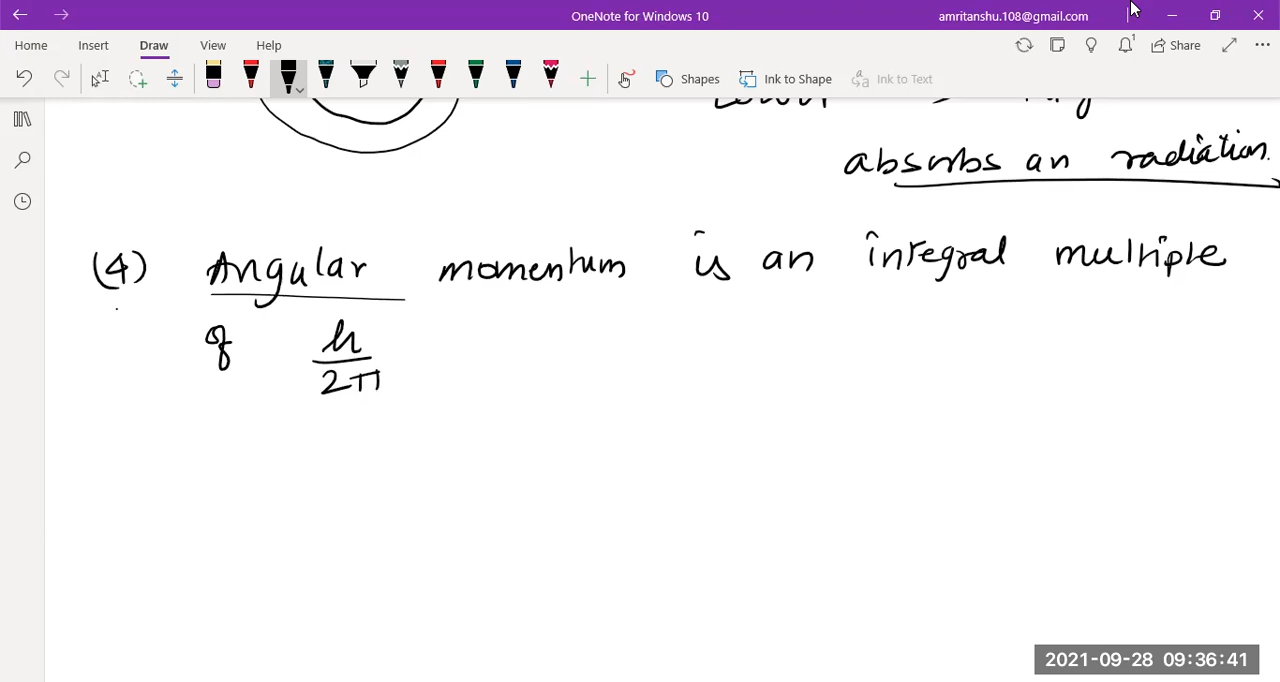 OneNote for Windows 10
amritanshu.108@gmail.com
Home Insert Draw View Help
1 Share
Shapes Ink to Shape Ink to Text
absorbs an radiation.
(4) Angular momentum is an integral multiple
of h/2π
2021-09-28 09:36:41